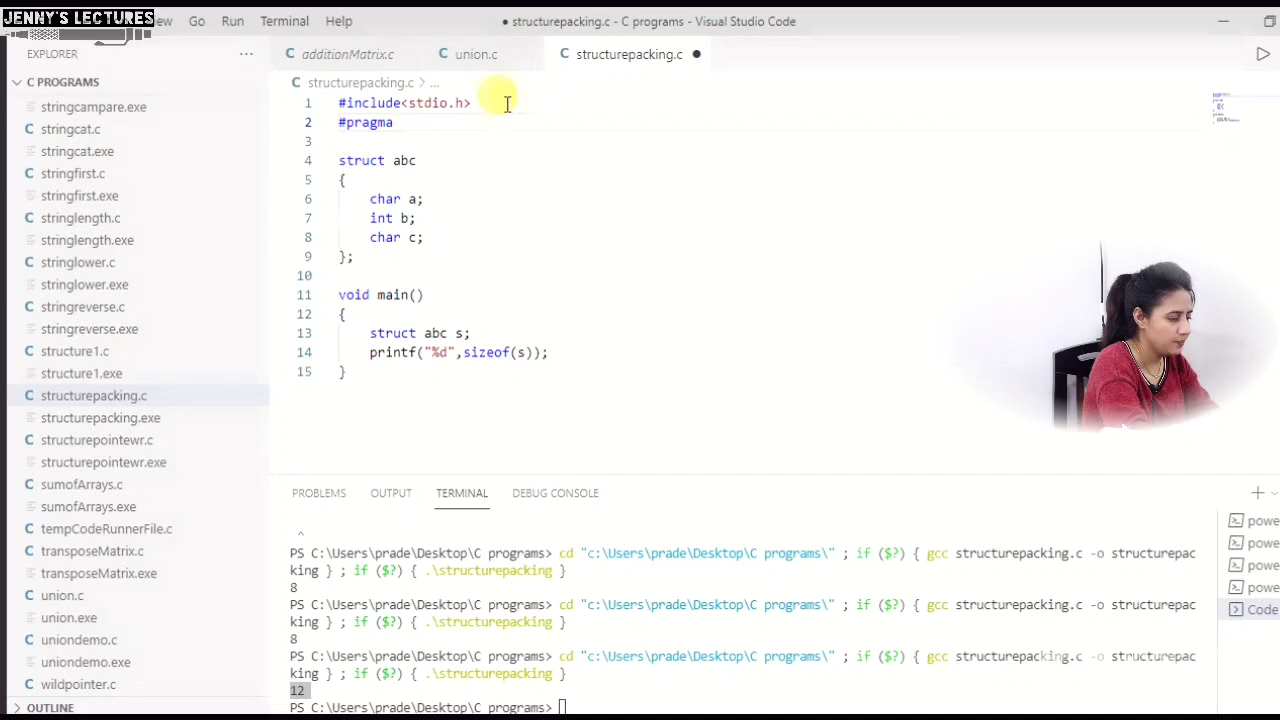 JENNY'S LECTURES
iew Go Run Terminal Help
● structurepacking.c - C programs - Visual Studio Code
EXPLORER ...
additionMatrix.c
union.c
structurepacking.c ●
C PROGRAMS
structurepacking.c > ...
stringcampare.exe
stringcat.c
stringcat.exe
stringfirst.c
stringfirst.exe
stringlength.c
stringlength.exe
stringlower.c
stringlower.exe
stringreverse.c
stringreverse.exe
structure1.c
structure1.exe
structurepacking.c
structurepacking.exe
structurepointewr.c
structurepointewr.exe
sumofArrays.c
sumofArrays.exe
tempCodeRunnerFile.c
transposeMatrix.c
transposeMatrix.exe
union.c
union.exe
uniondemo.c
uniondemo.exe
wildpointer.c
OUTLINE
1 #include<stdio.h>
2 #pragma
3
4 struct abc
5 {
6 char a;
7 int b;
8 char c;
9 };
10
11 void main()
12 {
13 struct abc s;
14 printf("%d",sizeof(s));
15 }
PROBLEMS OUTPUT TERMINAL DEBUG CONSOLE
^
PS C:\Users\prade\Desktop\C programs> cd "c:\Users\prade\Desktop\C programs\" ; if ($?) { gcc structurepacking.c -o structurepac
king } ; if ($?) { .\structurepacking }
8
PS C:\Users\prade\Desktop\C programs> cd "c:\Users\prade\Desktop\C programs\" ; if ($?) { gcc structurepacking.c -o structurepac
king } ; if ($?) { .\structurepacking }
8
PS C:\Users\prade\Desktop\C programs> cd "c:\Users\prade\Desktop\C programs\" ; if ($?) { gcc structurepacking.c -o structurepac
king } ; if ($?) { .\structurepacking }
12
PS C:\Users\prade\Desktop\C programs>
powe
powe
powe
powe
Code